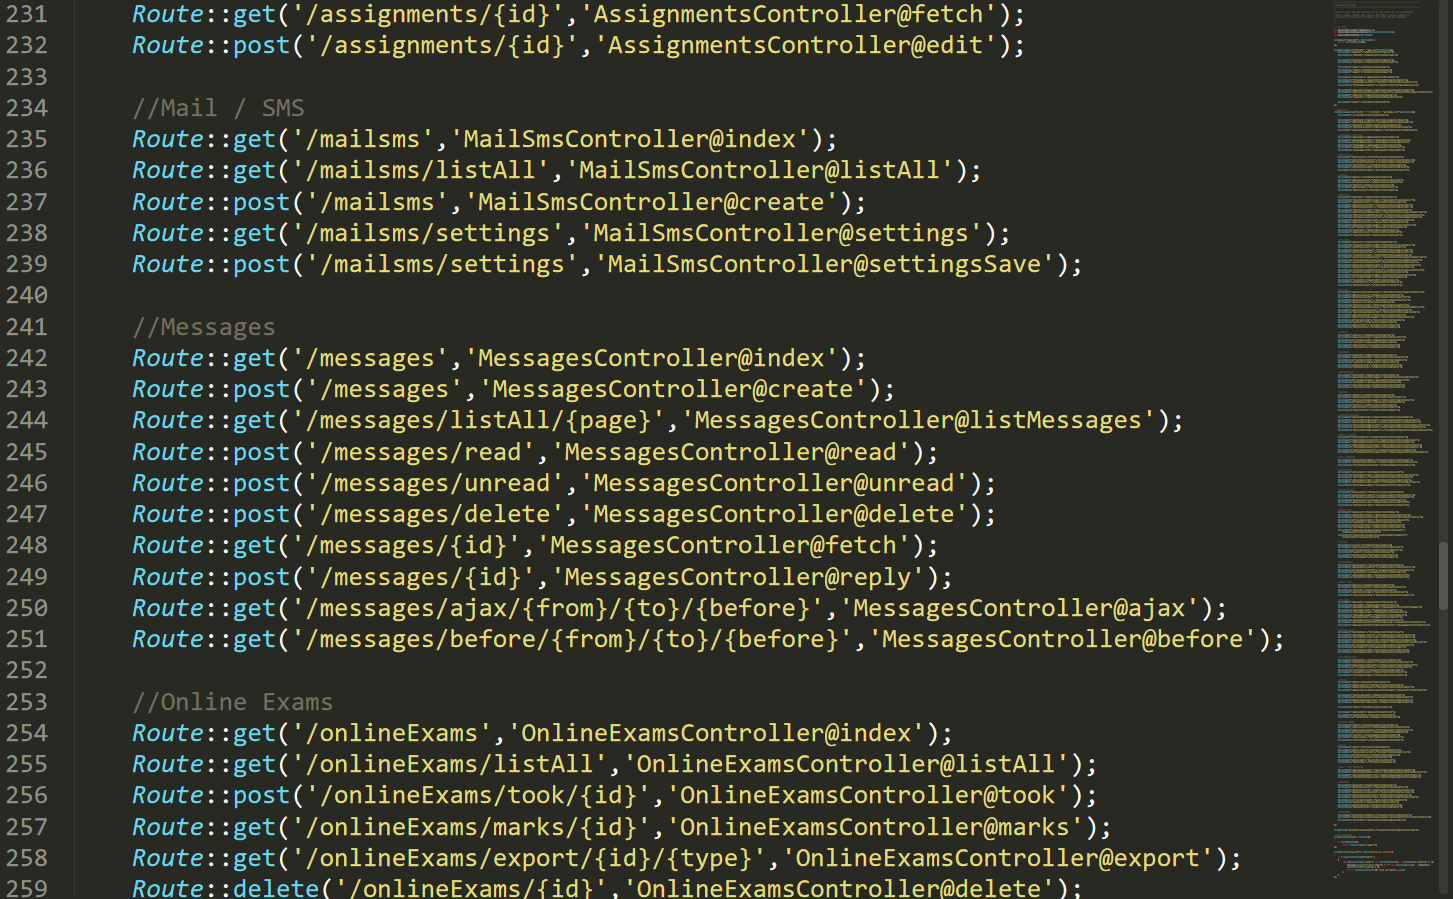 231 Route::get('/assignments/{id}','AssignmentsController@fetch');
232 Route::post('/assignments/{id}','AssignmentsController@edit');
233
234 //Mail / SMS
235 Route::get('/mailsms','MailSmsController@index');
236 Route::get('/mailsms/listAll','MailSmsController@listAll');
237 Route::post('/mailsms','MailSmsController@create');
238 Route::get('/mailsms/settings','MailSmsController@settings');
239 Route::post('/mailsms/settings','MailSmsController@settingsSave');
240
241 //Messages
242 Route::get('/messages','MessagesController@index');
243 Route::post('/messages','MessagesController@create');
244 Route::get('/messages/listAll/{page}','MessagesController@listMessages');
245 Route::post('/messages/read','MessagesController@read');
246 Route::post('/messages/unread','MessagesController@unread');
247 Route::post('/messages/delete','MessagesController@delete');
248 Route::get('/messages/{id}','MessagesController@fetch');
249 Route::post('/messages/{id}','MessagesController@reply');
250 Route::get('/messages/ajax/{from}/{to}/{before}','MessagesController@ajax');
251 Route::get('/messages/before/{from}/{to}/{before}','MessagesController@before');
252
253 //Online Exams
254 Route::get('/onlineExams','OnlineExamsController@index');
255 Route::get('/onlineExams/listAll','OnlineExamsController@listAll');
256 Route::post('/onlineExams/took/{id}','OnlineExamsController@took');
257 Route::get('/onlineExams/marks/{id}','OnlineExamsController@marks');
258 Route::get('/onlineExams/export/{id}/{type}','OnlineExamsController@export');
259 Route::delete('/onlineExams/{id}','OnlineExamsController@delete');